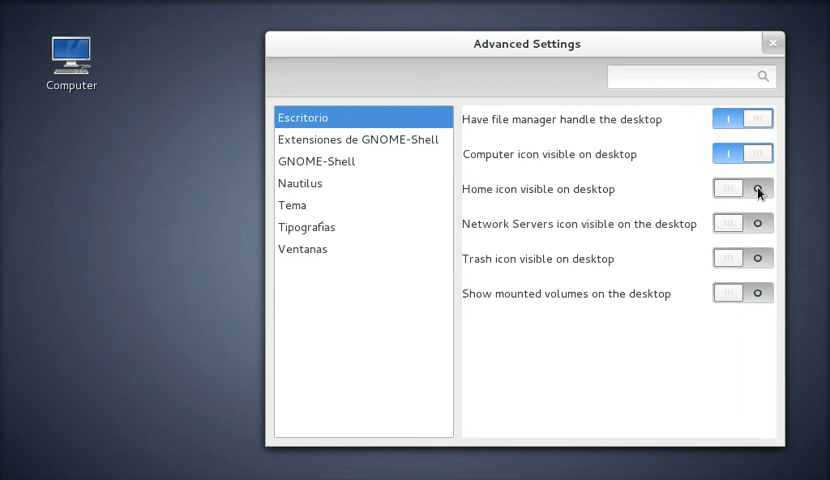 Computer
Advanced Settings
Escritorio
Extensiones de GNOME-Shell
GNOME-Shell
Nautilus
Tema
Tipografías
Ventanas
Have file manager handle the desktop
Computer icon visible on desktop
Home icon visible on desktop
Network Servers icon visible on the desktop
Trash icon visible on desktop
Show mounted volumes on the desktop